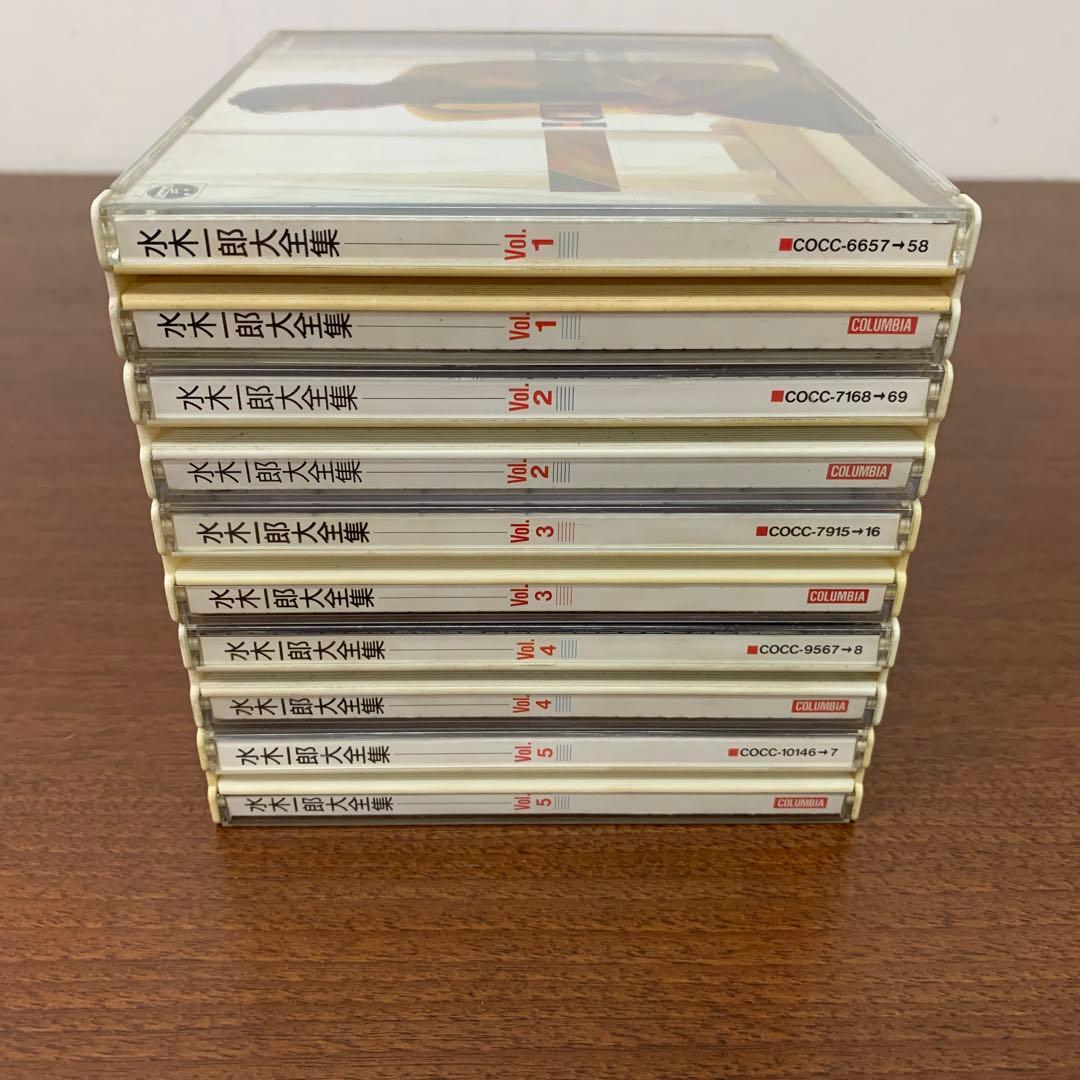 水木一郎大全集 Vol. 1 ■COCC-6657→58
水木一郎大全集 Vol. 1 COLUMBIA
水木一郎大全集 Vol. 2 ■COCC-7168→69
水木一郎大全集 Vol. 2 COLUMBIA
水木一郎大全集 Vol. 3 ■COCC-7915→16
水木一郎大全集 Vol. 3 COLUMBIA
水木一郎大全集 Vol. 4 ■COCC-9567→8
水木一郎大全集 Vol. 4 COLUMBIA
水木一郎大全集 Vol. 5 ■COCC-10146→7
水木一郎大全集 Vol. 5 COLUMBIA